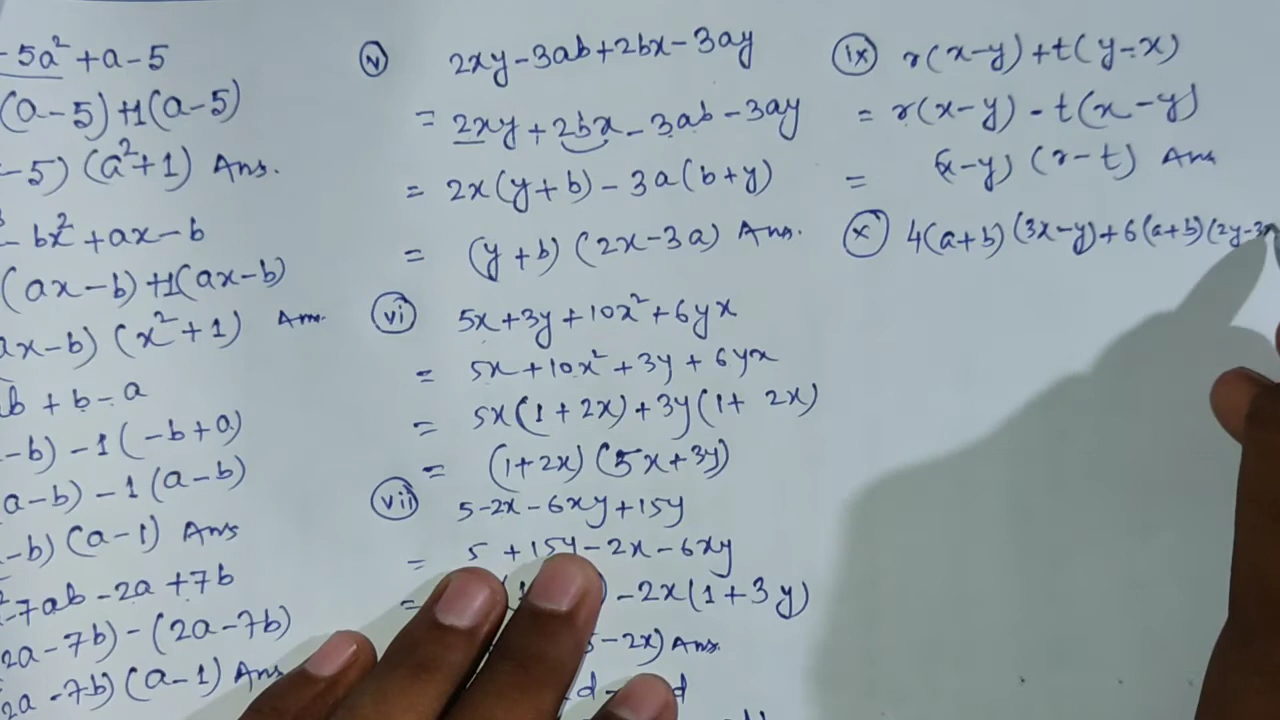 - 5a² + a - 5
(a - 5) + 1(a - 5)
- 5) (a² + 1) Ans.
- bx² + ax - b
(ax - b) + 1(ax - b)
ax - b) (x² + 1) Ans.
ab + b - a
- b) - 1(-b + a)
a - b) - 1(a - b)
- b) (a - 1) Ans
- 7ab - 2a + 7b
2a - 7b) - (2a - 7b)
2a - 7b) (a - 1) Ans
(v) 2xy - 3ab + 2bx - 3ay
= 2xy + 2bx - 3ab - 3ay
= 2x(y + b) - 3a(b + y)
= (y + b) (2x - 3a) Ans.
(vi) 5x + 3y + 10x² + 6yx
= 5x + 10x² + 3y + 6yx
= 5x(1 + 2x) + 3y(1 + 2x)
= (1 + 2x) (5x + 3y)
(vii) 5 - 2x - 6xy + 15y
= 5 + 15y - 2x - 6xy
= ) - 2x(1 + 3y)
- 2x) Ans.
(ix) r(x - y) + t(y - x)
= r(x - y) - t(x - y)
= (x - y) (r - t) Ans
(x) 4(a + b) (3x - y) + 6(a + b) (2y - 3x